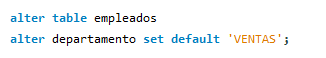 alter table empleados
alter departamento set default 'VENTAS';